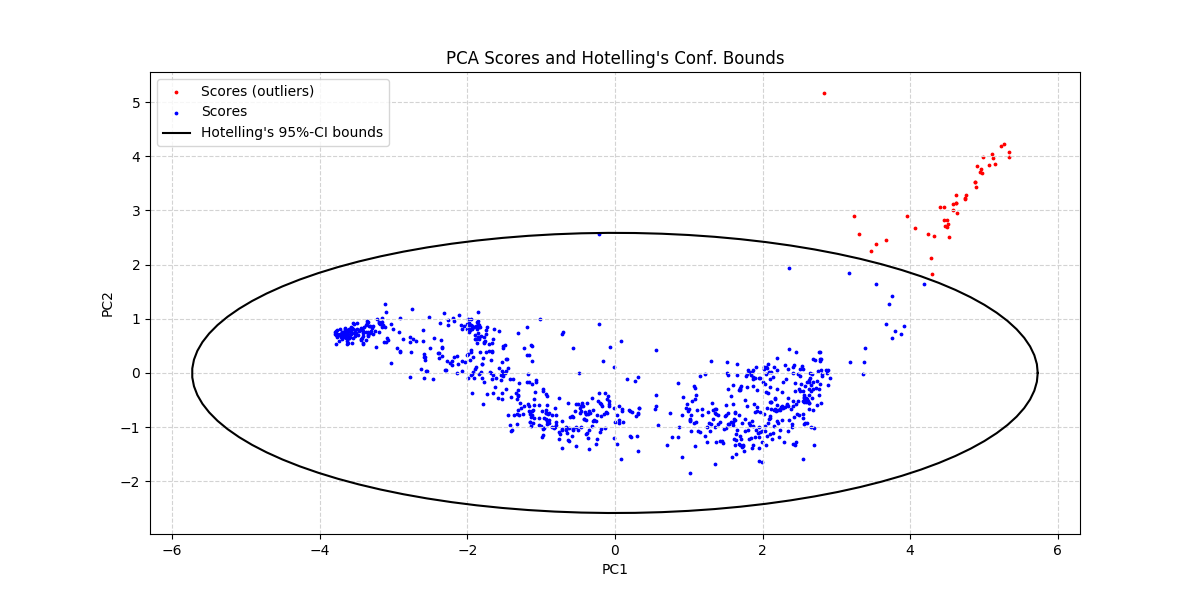 PCA Scores and Hotelling's Conf. Bounds
Scores (outliers)
Scores
Hotelling's 95%-CI bounds
PC2
5
4
3
2
1
0
−1
−2
−6
−4
−2
0
2
4
6
PC1